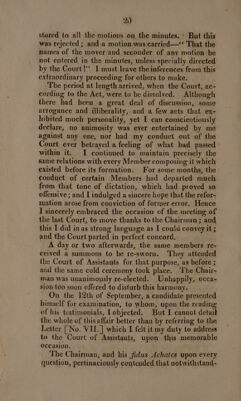 20
stored to all the motions on the minutes. But this
was rejected; and a motion was carried—“ That the
names of the mover and seconder of any motion be
not entered in the minutes, unless specially directed
by the Court!” I must leave the inferences from this
extraordinary proceeding for others to make.
The period at length arrived, when the Court, ac-
cording to the Act, were to be dissolved. Although
there had been a great deal of discussion, some
arrogance and illiberality, and a few acts that ex-
hibited much personality, yet I can conscientiously
declare, no animosity was ever entertained by me
against any one, nor had my conduct out of the
Court ever betrayed a feeling of what had passed
within it. I continued to maintain precisely the
same relations with every Member composing it which
existed before its formation. For some months, the
conduct of certain Members had departed much
from that tone of dictation, which had proved so
offensive; and I indulged a sincere hope that the refor-
mation arose from conviction of former error. Hence
I sincerely embraced the occasion of the meeting of
the last Court, to move thanks to the Chairman; and
this I did in as strong language as I could convey it;
and the Court parted in perfect concord.
A day or two afterwards, the same members re-
ceived a summons to be re-sworn. They attended
the Court of Assistants for that purpose, as before;
and the same cold ceremony took place. The Chair-
man was unanimously re-elected. Unhappily, occa-
sion too soon offered to disturb this harmony.
On the 12th of September, a candidate presented
himself for examination, to whom, upon the reading
of his testimonials, I objected. But I cannot detail
the whole of this affair better than by referring to the
Letter [No. VII.] which I felt it my duty to address
to the Court of Assistants, upon this memorable
occasion.
The Chairman, and his fidus Achates upon every
question, pertinaciously contended that notwithstand-